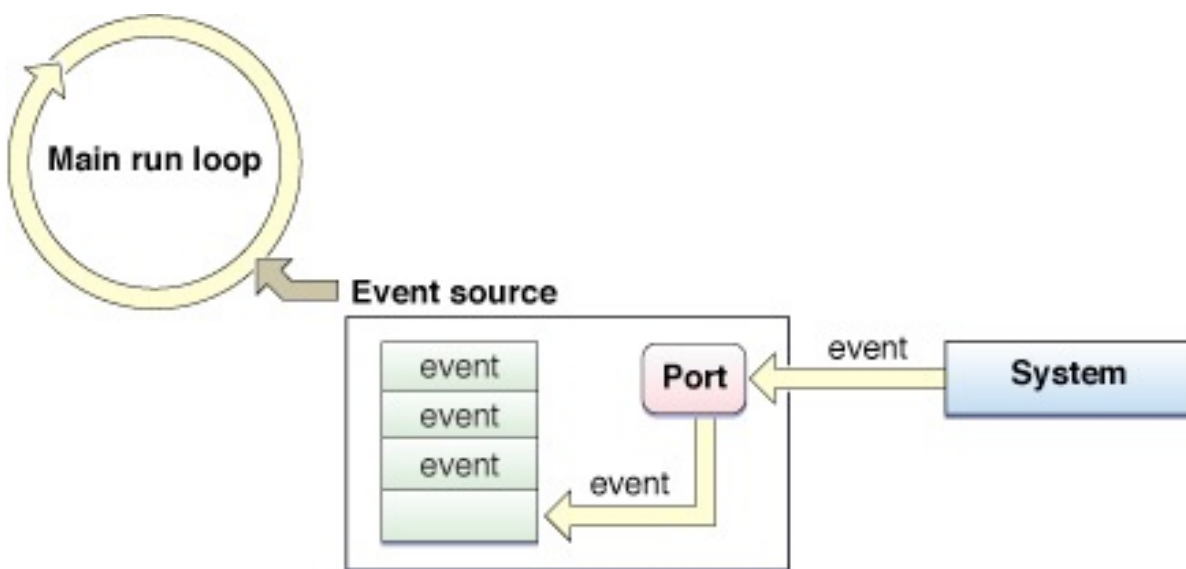 Main run loop
Event source
event
event
event
event
Port
event
System